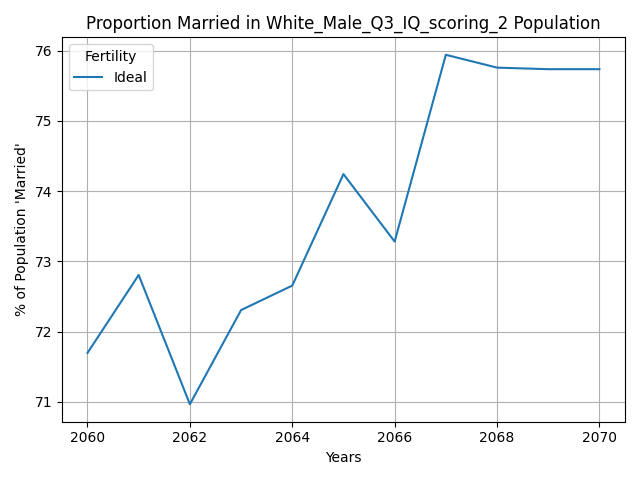 Proportion Married in White_Male_Q3_IQ_scoring_2 Population
Fertility
Ideal
% of Population 'Married'
76
75
74
73
72
71
2060
2062
2064
2066
2068
2070
Years